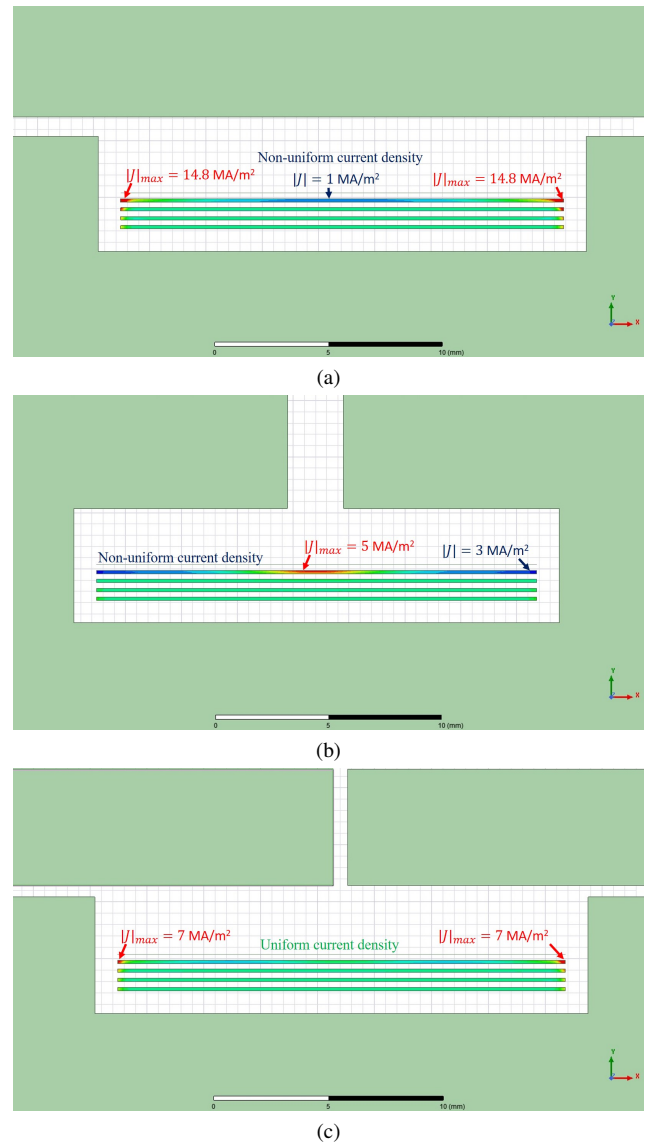 Non-uniform current density
|J|max = 14.8 MA/m² |J| = 1 MA/m² |J|max = 14.8 MA/m²
Y
X
0 5 10 (mm)
(a)
|J|max = 5 MA/m² |J| = 3 MA/m²
Non-uniform current density
Y
X
0 5 10 (mm)
(b)
|J|max = 7 MA/m² |J|max = 7 MA/m²
Uniform current density
Y
X
0 5 10 (mm)
(c)